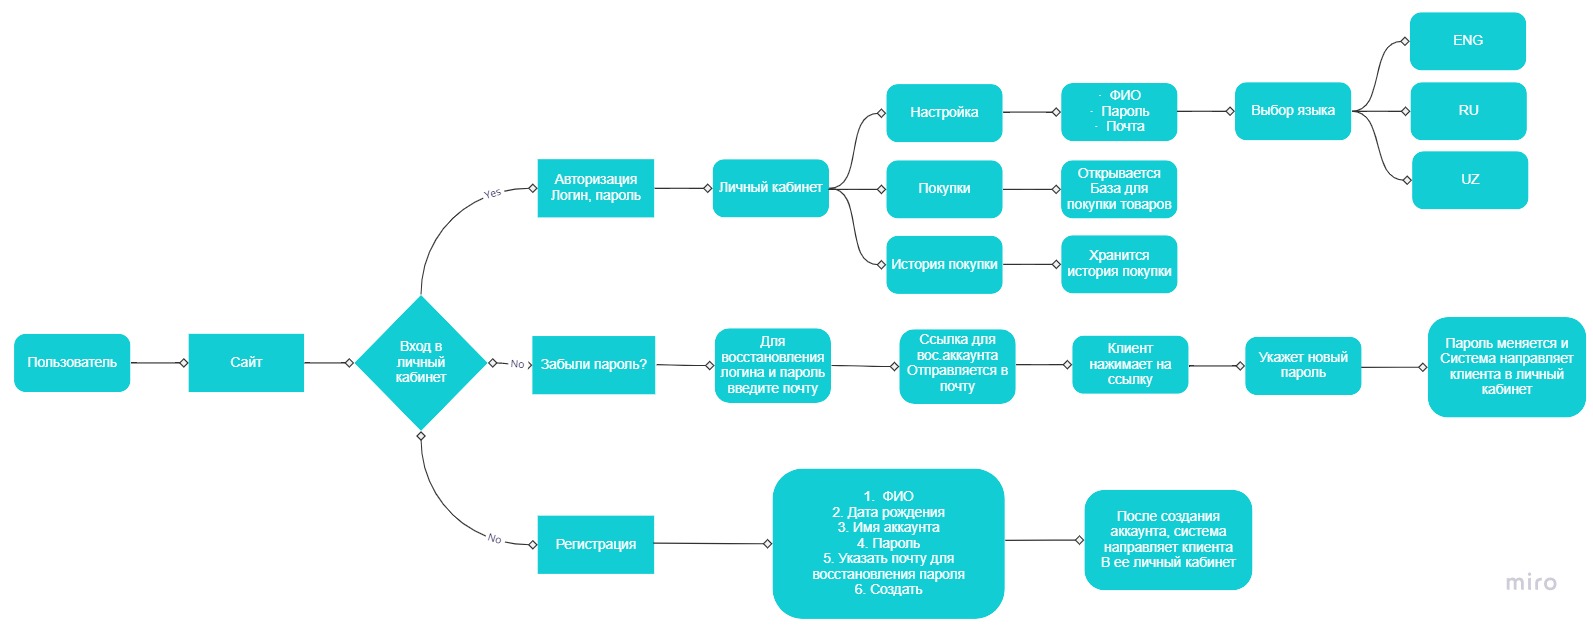 Пользователь
Сайт
Вход в
личный
кабинет
Yes
Авторизация
Логин, пароль
Личный кабинет
Настройка
· ФИО
· Пароль
· Почта
Выбор языка
ENG
RU
UZ
Покупки
Открывается
База для
покупки товаров
История покупки
Хранится
история покупки
No
Забыли пароль?
Для
восстановления
логина и пароль
введите почту
Ссылка для
вос.аккаунта
Отправляется в
почту
Клиент
нажимает на
ссылку
Укажет новый
пароль
Пароль меняется и
Система направляет
клиента в личный
кабинет
No
Регистрация
1. ФИО
2. Дата рождения
3. Имя аккаунта
4. Пароль
5. Указать почту для
восстановления пароля
6. Создать
После создания
аккаунта, система
направляет клиента
В ее личный кабинет
miro